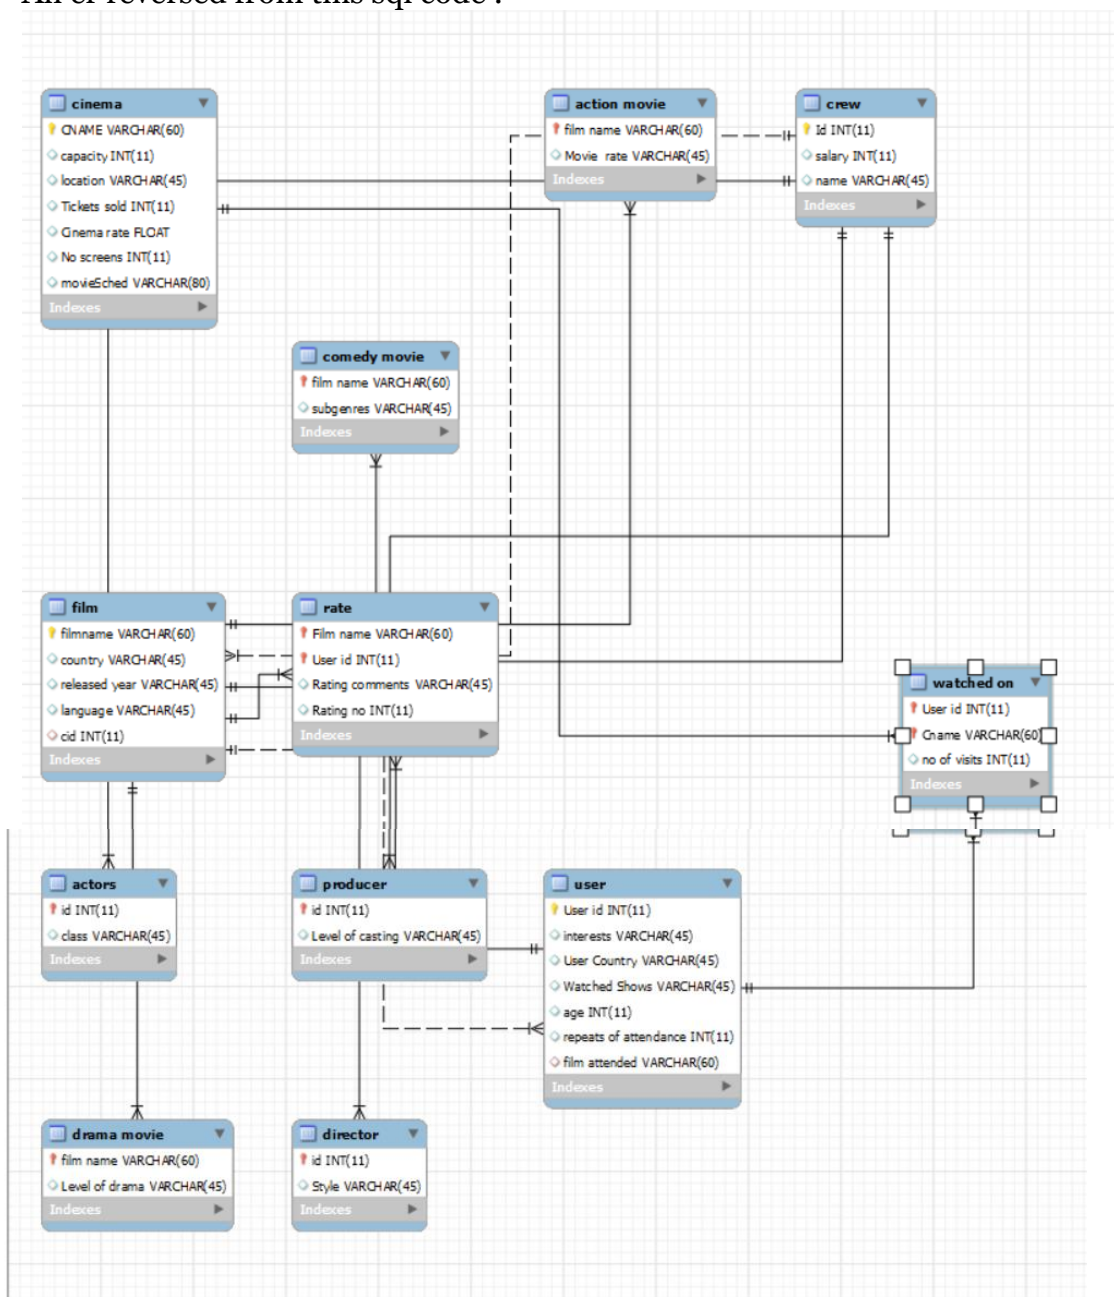 An er reversed from this sql code :
cinema
CNAME VARCHAR(60)
capacity INT(11)
location VARCHAR(45)
Tickets sold INT(11)
Cinema rate FLOAT
No screens INT(11)
movieSched VARCHAR(80)
Indexes
action movie
film name VARCHAR(60)
Movie rate VARCHAR(45)
Indexes
crew
Id INT(11)
salary INT(11)
name VARCHAR(45)
Indexes
comedy movie
film name VARCHAR(60)
subgenres VARCHAR(45)
Indexes
film
filmname VARCHAR(60)
country VARCHAR(45)
released year VARCHAR(45)
language VARCHAR(45)
cid INT(11)
Indexes
rate
Film name VARCHAR(60)
User id INT(11)
Rating comments VARCHAR(45)
Rating no INT(11)
Indexes
watched on
User id INT(11)
Cname VARCHAR(60)
no of visits INT(11)
Indexes
actors
id INT(11)
class VARCHAR(45)
Indexes
producer
id INT(11)
Level of casting VARCHAR(45)
Indexes
user
User id INT(11)
interests VARCHAR(45)
User Country VARCHAR(45)
Watched Shows VARCHAR(45)
age INT(11)
repeats of attendance INT(11)
film attended VARCHAR(60)
Indexes
drama movie
film name VARCHAR(60)
Level of drama VARCHAR(45)
Indexes
director
id INT(11)
Style VARCHAR(45)
Indexes